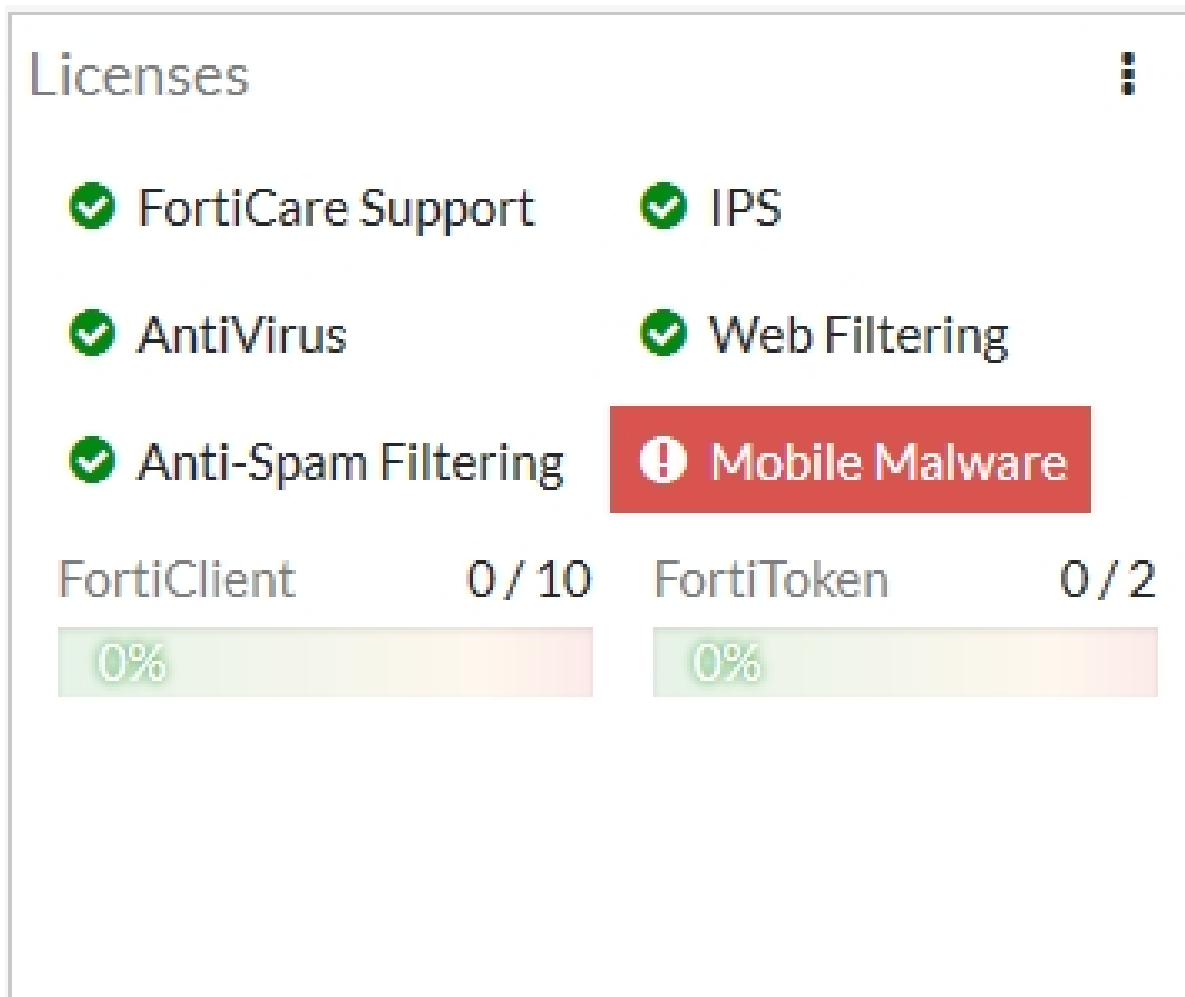 Licenses
FortiCare Support
IPS
AntiVirus
Web Filtering
Anti-Spam Filtering
Mobile Malware
FortiClient 0 / 10
FortiToken 0 / 2
0%
0%